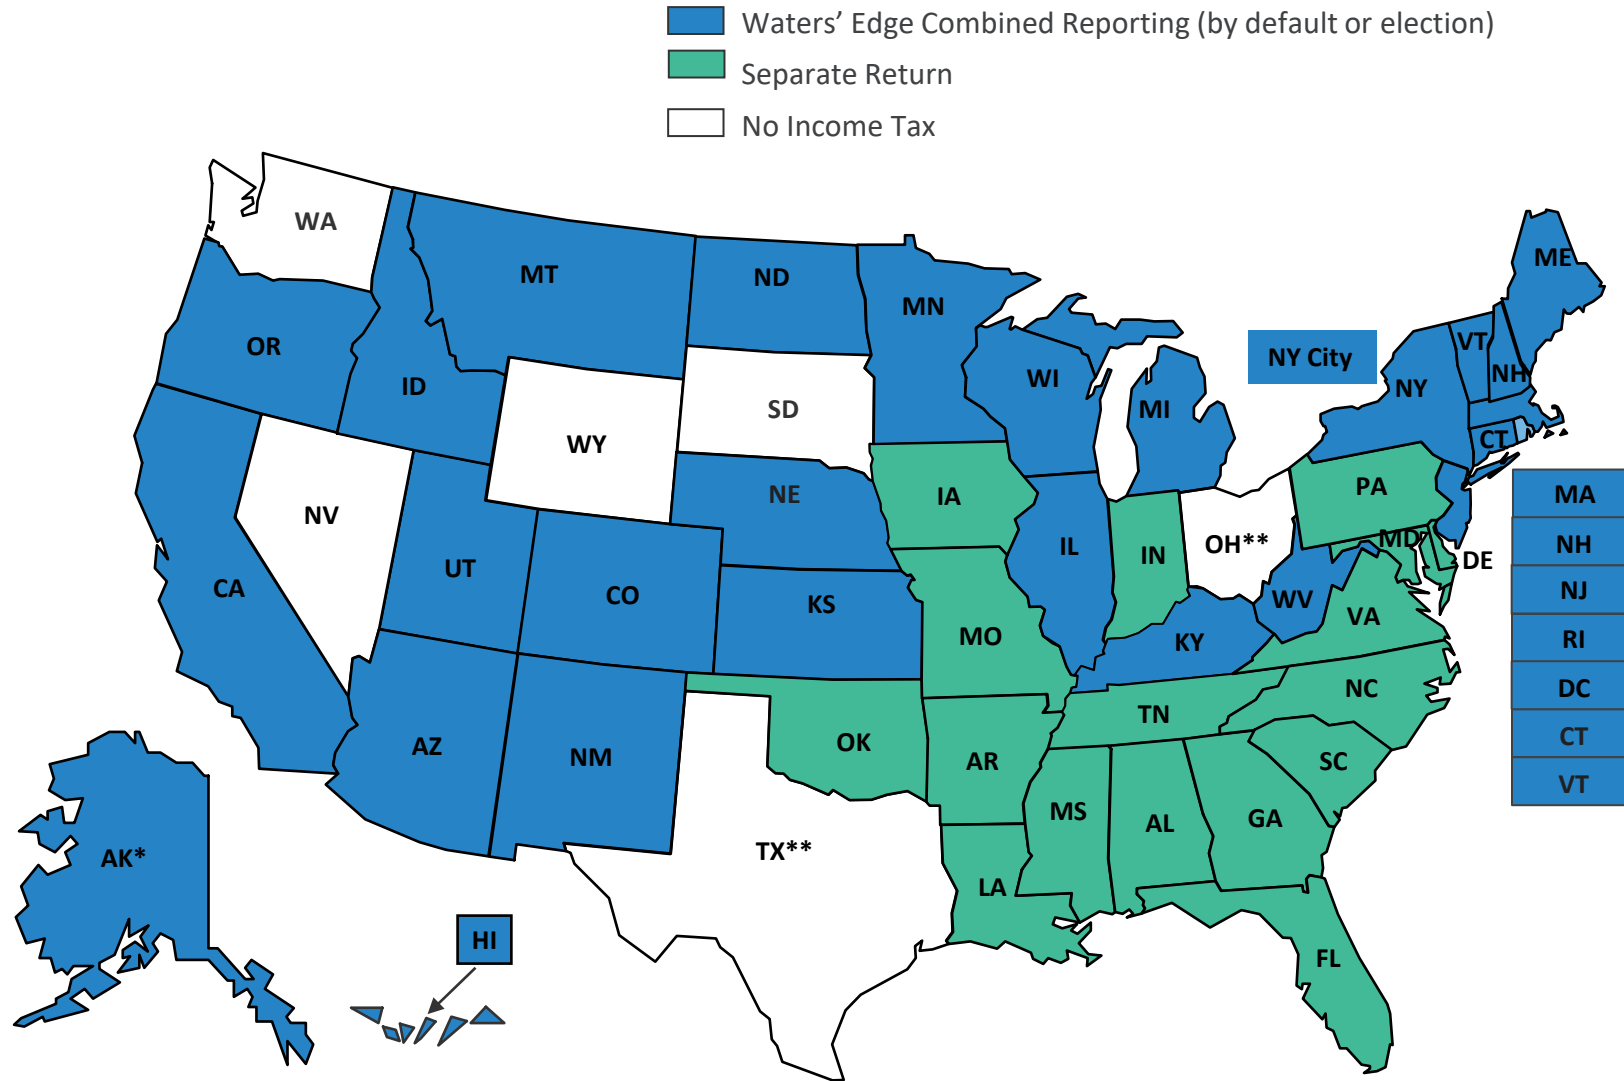 Waters’ Edge Combined Reporting (by default or election)
Separate Return
No Income Tax
WA
MT
ND
MN
ME
OR
ID
WI
MI
NY City
NY
VT
NH
SD
WY
CT
NE
IA
PA
MA
NV
UT
CO
IL
IN
OH**
MD
DE
NH
CA
KS
MO
KY
WV
VA
NJ
RI
NC
DC
AZ
NM
OK
AR
TN
SC
CT
VT
AK*
TX**
MS
AL
GA
LA
HI
FL